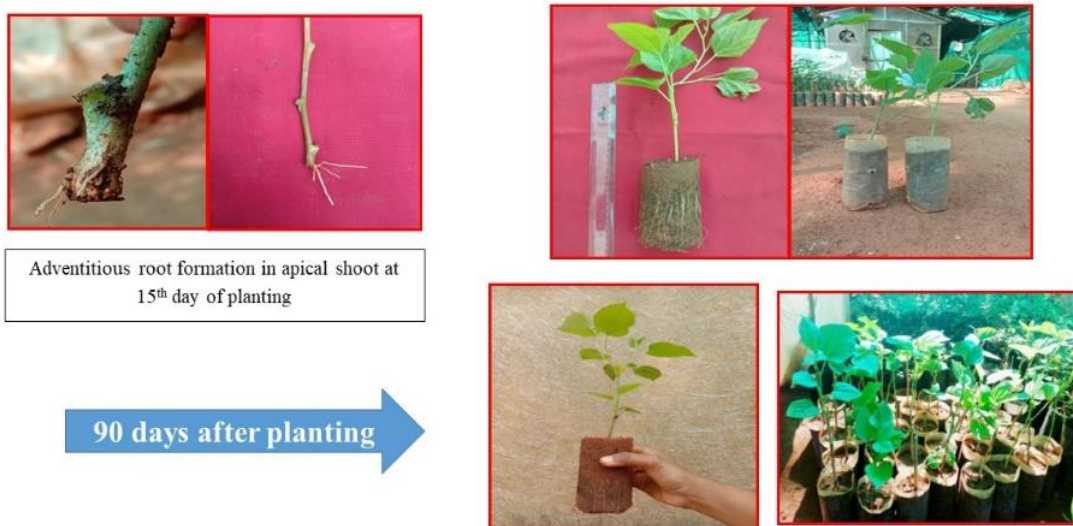 Adventitious root formation in apical shoot at
15th day of planting
90 days after planting